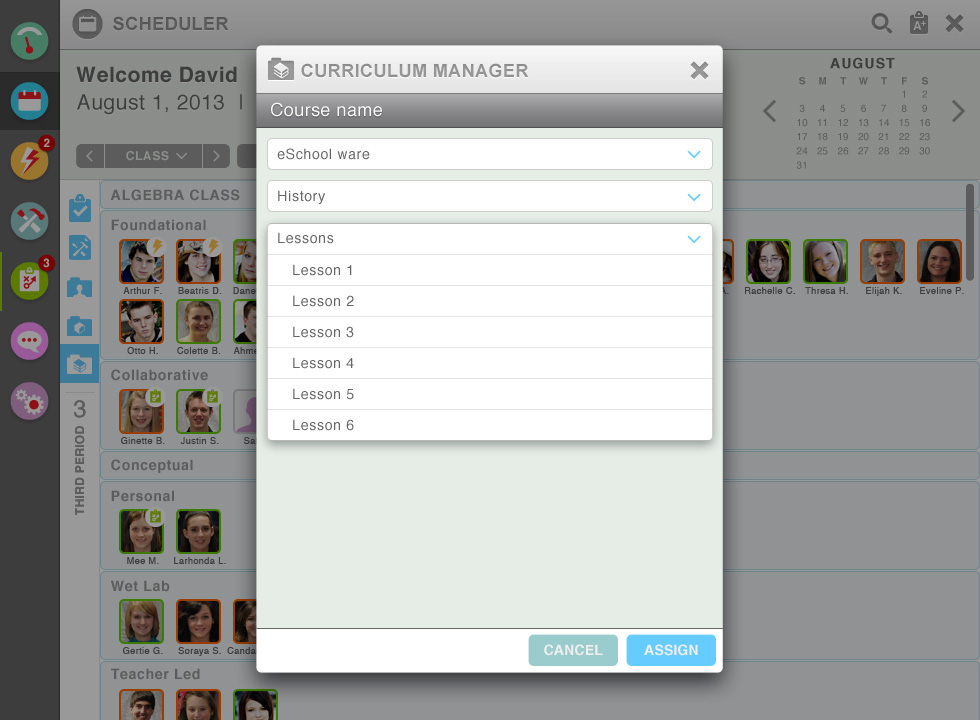 SCHEDULER
A+
Welcome David
August 1, 2013 |
CLASS
AUGUST
S M T W T F S
1 2
3 4 5 6 7 8 9
10 11 12 13 14 15 16
17 18 19 20 21 22 23
24 25 26 27 28 29 30
31
2
3
CURRICULUM MANAGER
Course name
eSchool ware
History
Lessons
Lesson 1
Lesson 2
Lesson 3
Lesson 4
Lesson 5
Lesson 6
CANCEL ASSIGN
3
THIRD PERIOD
ALGEBRA CLASS
Foundational
Arthur F. Beatris D. Rachelle C. Thresa H. Elijah K. Eveline P.
Otto H. Colette B.
Collaborative
Ginette B. Justin S.
Conceptual
Personal
Mee M. Larhonda L.
Wet Lab
Gertie G. Soraya S.
Teacher Led